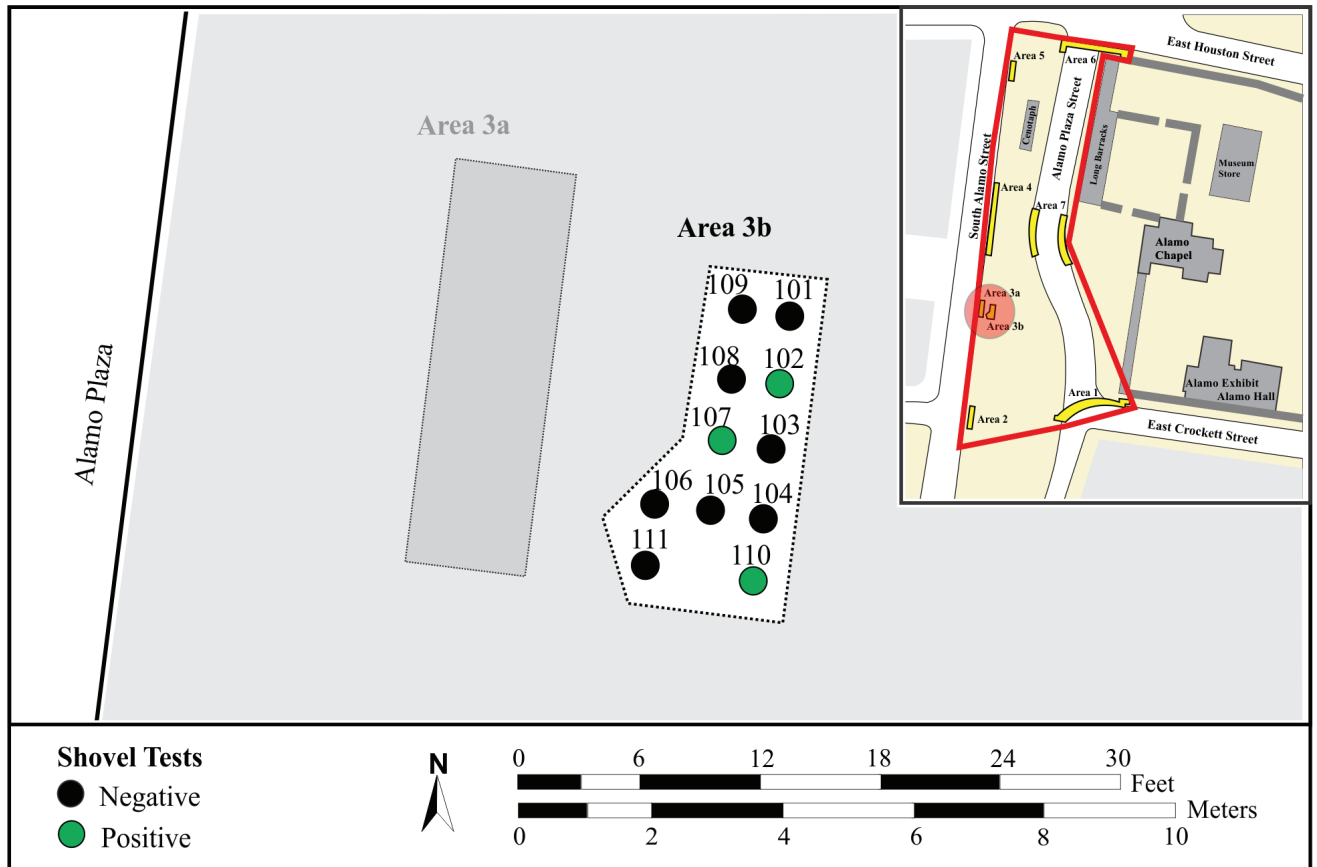 Area 3a
Area 3b
109
101
108
102
107
103
106
105
104
111
110
Alamo Plaza
East Houston Street
Area 5
Area 6
Cenotaph
Alamo Plaza Street
Long Barracks
Museum
Store
South Alamo Street
Area 4
Area 7
Alamo
Chapel
Area 3a
Area 3b
Alamo Exhibit
Alamo Hall
Area 1
Area 2
East Crockett Street
Shovel Tests
Negative
Positive
N
0 6 12 18 24 30
Feet
Meters
0 2 4 6 8 10